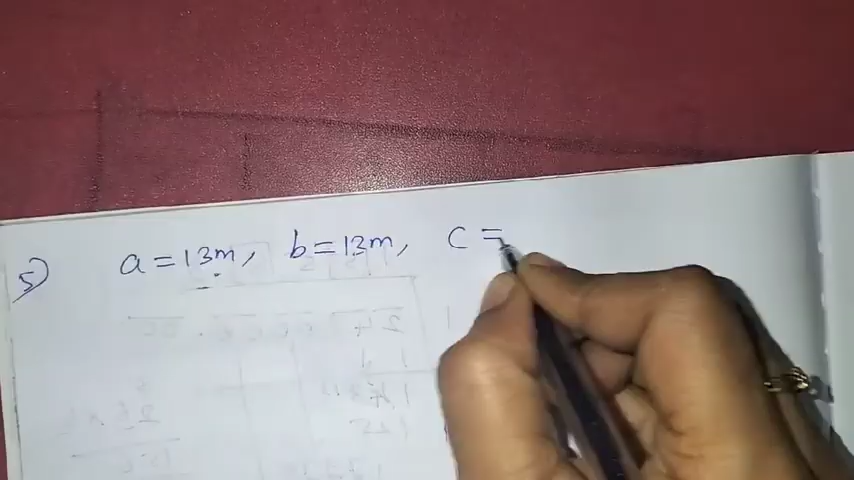 5) a = 13m, b = 13m, c =